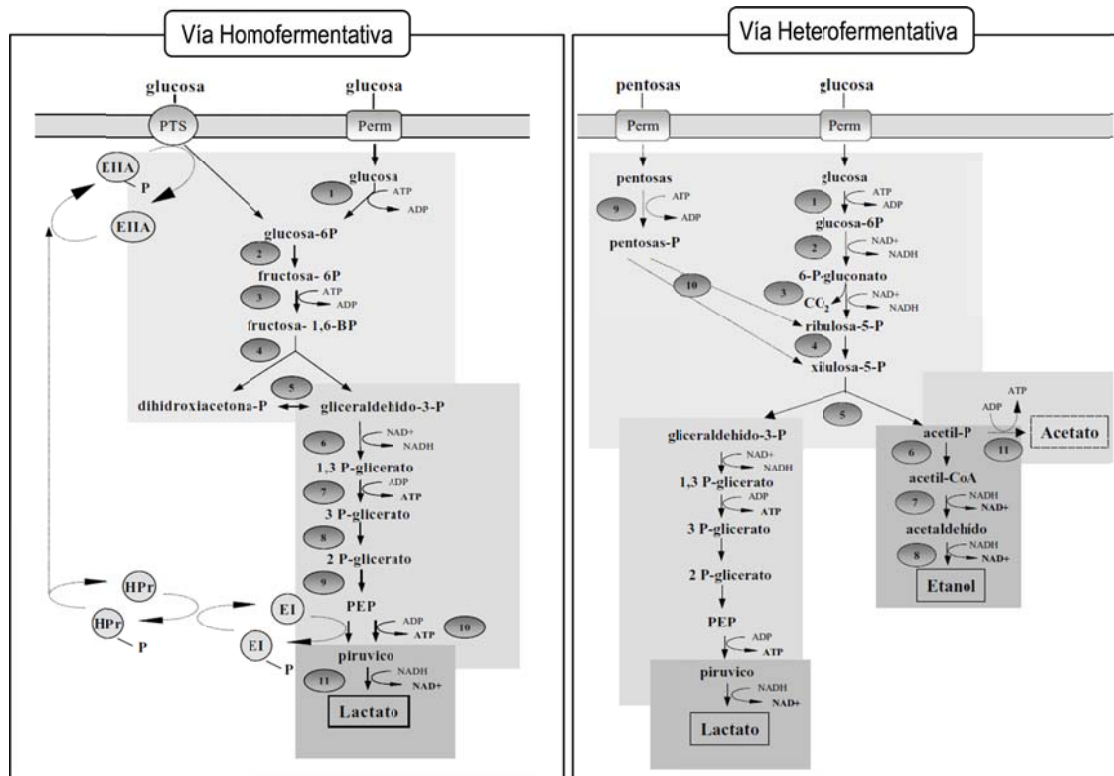 Vía Homofermentativa
glucosa
glucosa
PTS
Perm
EIIA
P
EIIA
glucosa
1
ATP
ADP
glucosa-6P
2
fructosa- 6P
3
ATP
ADP
fructosa- 1,6-BP
4
5
dihidroxiacetona-P
gliceraldehido-3-P
6
NAD+
NADH
1,3 P-glicerato
7
ADP
ATP
3 P-glicerato
8
2 P-glicerato
9
HPr
HPr
P
EI
EI
P
PEP
ADP
ATP
10
piruvico
11
NADH
NAD+
Lactato
Vía Heterofermentativa
pentosas
glucosa
Perm
Perm
pentosas
9
ATP
ADP
pentosas-P
10
glucosa
1
ATP
ADP
glucosa-6P
2
NAD+
NADH
6-P-gluconato
3
CO2
NAD+
NADH
ribulosa-5-P
4
xilulosa-5-P
5
gliceraldehido-3-P
NAD+
NADH
1,3 P-glicerato
ADP
ATP
3 P-glicerato
2 P-glicerato
PEP
ADP
ATP
piruvico
NADH
NAD+
Lactato
acetil-P
ADP
ATP
11
Acetato
6
acetil-CoA
7
NADH
NAD+
acetaldehído
8
NADH
NAD+
Etanol